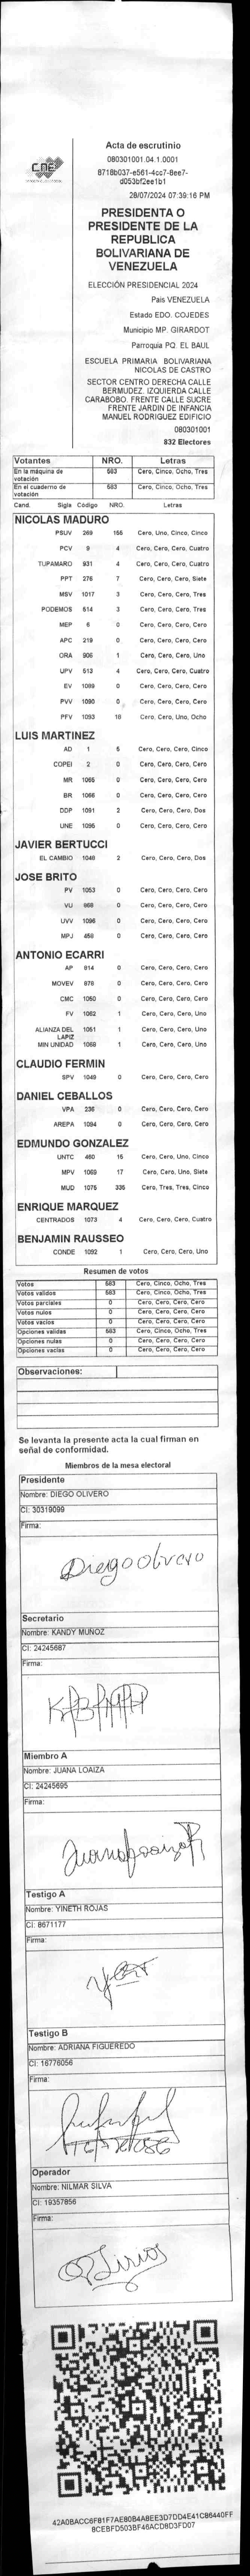 CNE
Acta de escrutinio
080301001.04.1.0001
8718b037-e561-4cc7-8ee7-
d053bf2ee1b1
28/07/2024 07:39:16 PM
PRESIDENTA O
PRESIDENTE DE LA
REPUBLICA
BOLIVARIANA DE
VENEZUELA
ELECCIÓN PRESIDENCIAL 2024
País VENEZUELA
Estado EDO. COJEDES
Municipio MP. GIRARDOT
Parroquia PQ. EL BAUL
ESCUELA PRIMARIA BOLIVARIANA
NICOLAS DE CASTRO
SECTOR CENTRO DERECHA CALLE
BERMUDEZ. IZQUIERDA CALLE
CARABOBO. FRENTE CALLE SUCRE
FRENTE JARDIN DE INFANCIA
MANUEL RODRIGUEZ EDIFICIO
080301001
832 Electores
Votantes NRO. Letras
En la máquina de votación 583 Cero, Cinco, Ocho, Tres
En el cuaderno de votación 583 Cero, Cinco, Ocho, Tres
Cand. Sigla Código NRO. Letras
NICOLAS MADURO
PSUV 269 155 Cero, Uno, Cinco, Cinco
PCV 9 4 Cero, Cero, Cero, Cuatro
TUPAMARO 931 4 Cero, Cero, Cero, Cuatro
PPT 276 7 Cero, Cero, Cero, Siete
MSV 1017 3 Cero, Cero, Cero, Tres
PODEMOS 514 3 Cero, Cero, Cero, Tres
MEP 6 0 Cero, Cero, Cero, Cero
APC 219 0 Cero, Cero, Cero, Cero
ORA 906 1 Cero, Cero, Cero, Uno
UPV 513 4 Cero, Cero, Cero, Cuatro
EV 1089 0 Cero, Cero, Cero, Cero
PVV 1090 0 Cero, Cero, Cero, Cero
PFV 1093 18 Cero, Cero, Uno, Ocho
LUIS MARTINEZ
AD 1 5 Cero, Cero, Cero, Cinco
COPEI 2 0 Cero, Cero, Cero, Cero
MR 1065 0 Cero, Cero, Cero, Cero
BR 1066 0 Cero, Cero, Cero, Cero
DDP 1091 2 Cero, Cero, Cero, Dos
UNE 1095 0 Cero, Cero, Cero, Cero
JAVIER BERTUCCI
EL CAMBIO 1048 2 Cero, Cero, Cero, Dos
JOSE BRITO
PV 1053 0 Cero, Cero, Cero, Cero
VU 868 0 Cero, Cero, Cero, Cero
UVV 1096 0 Cero, Cero, Cero, Cero
MPJ 458 0 Cero, Cero, Cero, Cero
ANTONIO ECARRI
AP 814 0 Cero, Cero, Cero, Cero
MOVEV 878 0 Cero, Cero, Cero, Cero
CMC 1050 0 Cero, Cero, Cero, Cero
FV 1052 1 Cero, Cero, Cero, Uno
ALIANZA DEL LAPIZ 1051 1 Cero, Cero, Cero, Uno
MIN UNIDAD 1068 1 Cero, Cero, Cero, Uno
CLAUDIO FERMIN
SPV 1049 0 Cero, Cero, Cero, Cero
DANIEL CEBALLOS
VPA 236 0 Cero, Cero, Cero, Cero
AREPA 1094 0 Cero, Cero, Cero, Cero
EDMUNDO GONZALEZ
UNTC 460 15 Cero, Cero, Uno, Cinco
MPV 1069 17 Cero, Cero, Uno, Siete
MUD 1075 335 Cero, Tres, Tres, Cinco
ENRIQUE MARQUEZ
CENTRADOS 1073 4 Cero, Cero, Cero, Cuatro
BENJAMIN RAUSSEO
CONDE 1092 1 Cero, Cero, Cero, Uno
Resumen de votos
Votos 583 Cero, Cinco, Ocho, Tres
Votos validos 583 Cero, Cinco, Ocho, Tres
Votos parciales 0 Cero, Cero, Cero, Cero
Votos nulos 0 Cero, Cero, Cero, Cero
Votos vacios 0 Cero, Cero, Cero, Cero
Opciones validas 583 Cero, Cinco, Ocho, Tres
Opciones nulas 0 Cero, Cero, Cero, Cero
Opciones vacias 0 Cero, Cero, Cero, Cero
Observaciones:
Se levanta la presente acta la cual firman en
señal de conformidad.
Miembros de la mesa electoral
Presidente
Nombre: DIEGO OLIVERO
CI: 30319099
Firma:
Diego Olivero
Secretario
Nombre: KANDY MUÑOZ
CI: 24245687
Firma:
Miembro A
Nombre: JUANA LOAIZA
CI: 24245695
Firma:
Testigo A
Nombre: YINETH ROJAS
CI: 8671177
Firma:
Testigo B
Nombre: ADRIANA FIGUEREDO
CI: 16776056
Firma:
Operador
Nombre: NILMAR SILVA
CI: 19357856
Firma:
42A0BACC6F81F7AE80B4A8EE3D7DD4E41C86440FF
8CEBFD503BF46ACD8D3FD07